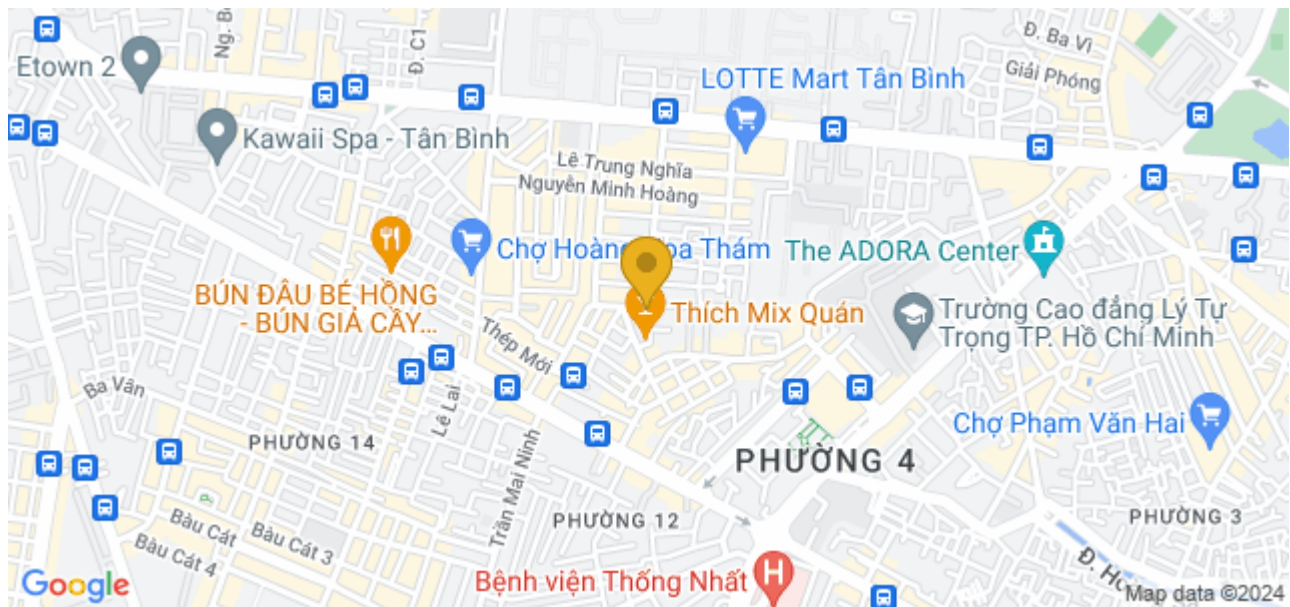 Đ. Ba Vì
Ng. B
Đ. C1
Etown 2
Giải Phóng
LOTTE Mart Tân Bình
Kawaii Spa - Tân Bình
Lê Trung Nghĩa
Nguyễn Minh Hoàng
Chợ Hoàng Hoa Thám
The ADORA Center
BÚN ĐẬU BÉ HỒNG
- BÚN GIẢ CẦY...
Thích Mix Quán
Trường Cao đẳng Lý Tự
Trọng TP. Hồ Chí Minh
Thép Mới
Ba Vân
Lê Lai
Chợ Phạm Văn Hai
PHƯỜNG 14
Trần Mai Ninh
PHƯỜNG 4
PHƯỜNG 12
PHƯỜNG 3
Bàu Cát
Bàu Cát 3
Bàu Cát 4
Bệnh viện Thống Nhất
H
Google
Map data ©2024